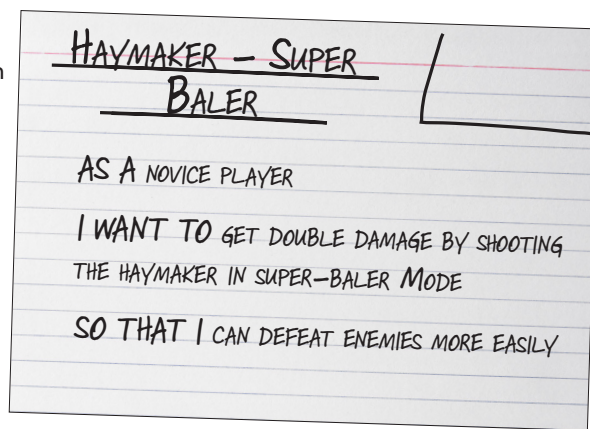 n
HAYMAKER – SUPER
BALER
AS A NOVICE PLAYER
I WANT TO GET DOUBLE DAMAGE BY SHOOTING
THE HAYMAKER IN SUPER–BALER MODE
SO THAT I CAN DEFEAT ENEMIES MORE EASILY